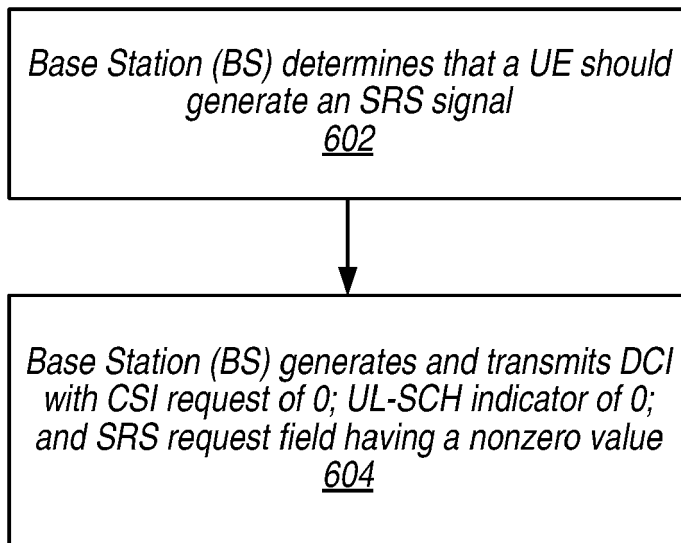 Base Station (BS) determines that a UE should
generate an SRS signal
602
Base Station (BS) generates and transmits DCI
with CSI request of 0; UL-SCH indicator of 0;
and SRS request field having a nonzero value
604